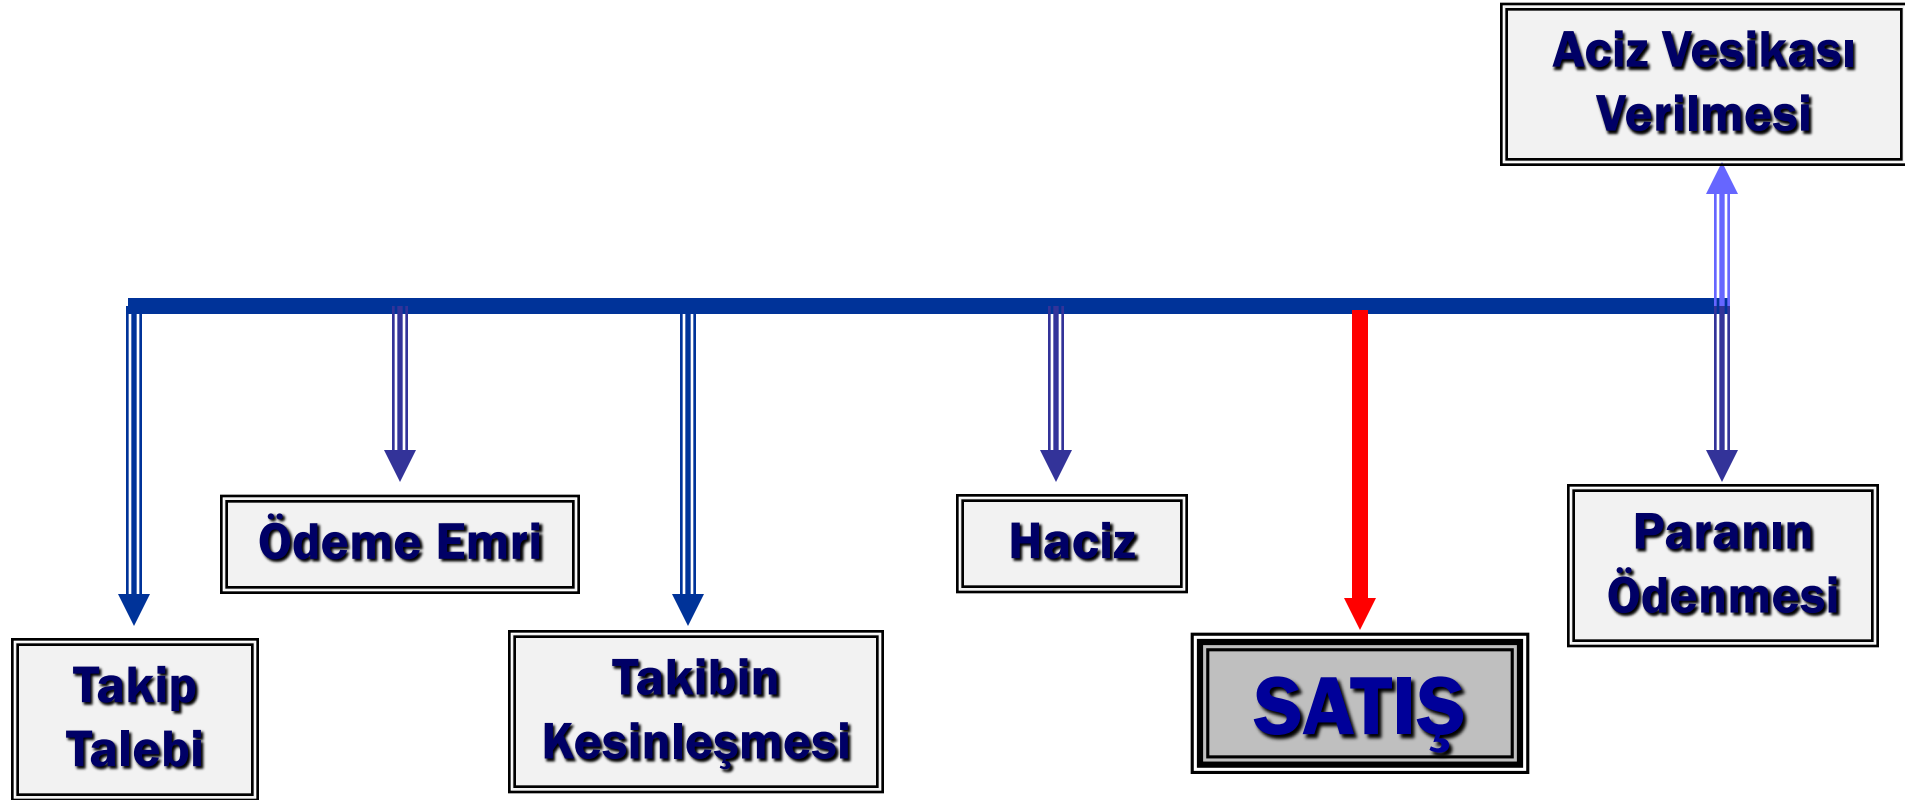 Aciz Vesikası
Verilmesi
Ödeme Emri
Haciz
Paranın
Ödenmesi
Takip
Talebi
Takibin
Kesinleşmesi
SATIŞ